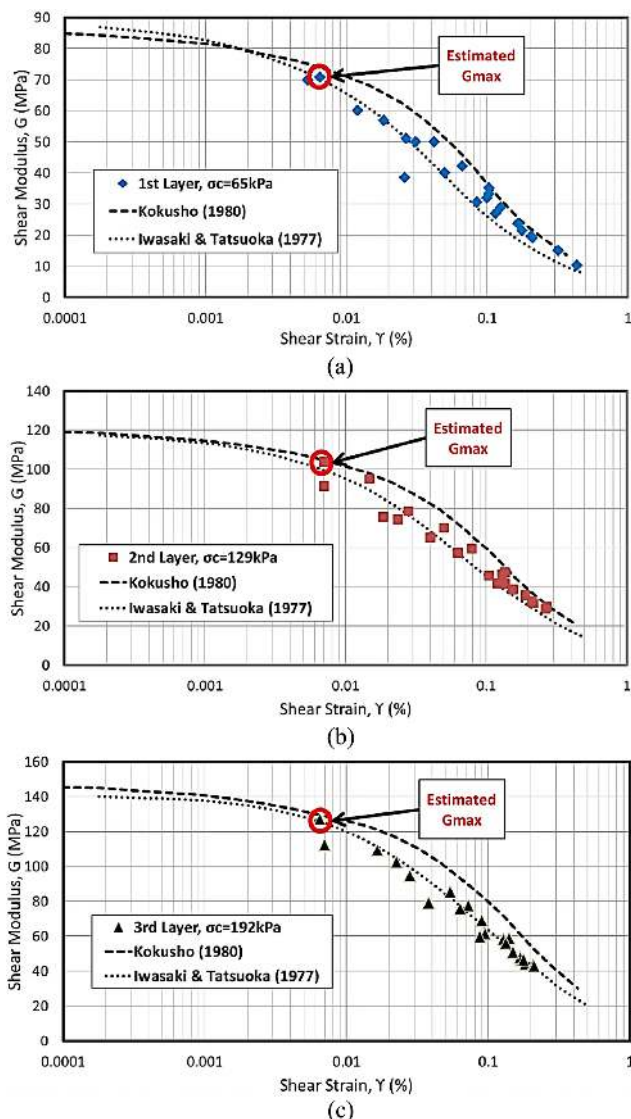 90
80
70
60
50
40
30
20
10
0
Shear Modulus, G (MPa)
Estimated
Gmax
1st Layer, σc=65kPa
Kokusho (1980)
Iwasaki & Tatsuoka (1977)
0.0001
0.001
0.01
0.1
1
Shear Strain, ϒ (%)
(a)
140
120
100
80
60
40
20
0
Shear Modulus, G (MPa)
Estimated
Gmax
2nd Layer, σc=129kPa
Kokusho (1980)
Iwasaki & Tatsuoka (1977)
0.0001
0.001
0.01
0.1
1
Shear Strain, ϒ (%)
(b)
160
140
120
100
80
60
40
20
0
Shear Modulus, G (MPa)
Estimated
Gmax
3rd Layer, σc=192kPa
Kokusho (1980)
Iwasaki & Tatsuoka (1977)
0.0001
0.001
0.01
0.1
1
Shear Strain, ϒ (%)
(c)